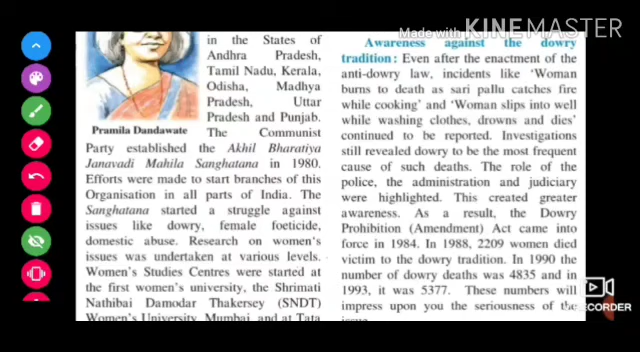 Made with KINEMASTER
in the States of
Andhra Pradesh,
Tamil Nadu, Kerala,
Odisha, Madhya
Pradesh, Uttar
Pradesh and Punjab.
Pramila Dandawate The Communist
Party established the Akhil Bharatiya
Janavadi Mahila Sanghatana in 1980.
Efforts were made to start branches of this
Organisation in all parts of India. The
Sanghatana started a struggle against
issues like dowry, female foeticide,
domestic abuse. Research on women's
issues was undertaken at various levels.
Women's Studies Centres were started at
the first women's university, the Shrimati
Nathibai Damodar Thakersey (SNDT)
Women's University, Mumbai, and at Tata
Awareness against the dowry
tradition : Even after the enactment of the
anti-dowry law, incidents like 'Woman
burns to death as sari pallu catches fire
while cooking' and 'Woman slips into well
while washing clothes, drowns and dies'
continued to be reported. Investigations
still revealed dowry to be the most frequent
cause of such deaths. The role of the
police, the administration and judiciary
were highlighted. This created greater
awareness. As a result, the Dowry
Prohibition (Amendment) Act came into
force in 1984. In 1988, 2209 women died
victim to the dowry tradition. In 1990 the
number of dowry deaths was 4835 and in
1993, it was 5377. These numbers will
impress upon you the seriousness of the
issue.
RECORDER